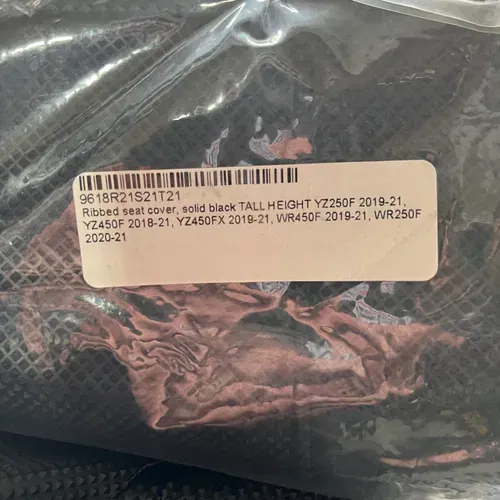 9618R21S21T21
Ribbed seat cover, solid black TALL HEIGHT YZ250F 2019-21,
YZ450F 2018-21, YZ450FX 2019-21, WR450F 2019-21, WR250F
2020-21